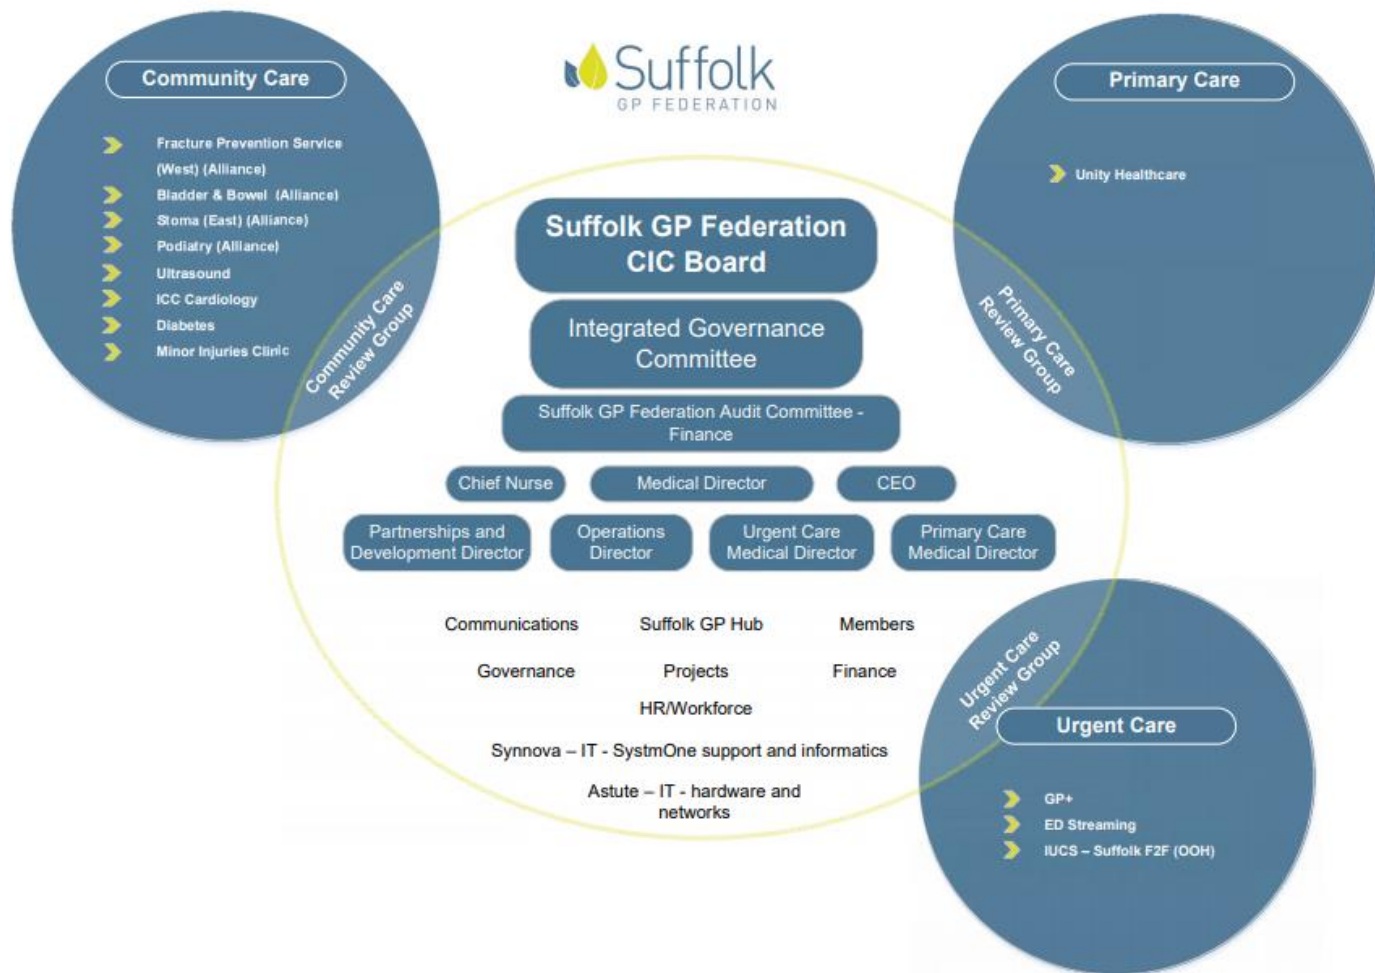 Suffolk
GP FEDERATION
Community Care
Fracture Prevention Service
(West) (Alliance)
Bladder & Bowel (Alliance)
Stoma (East) (Alliance)
Podiatry (Alliance)
Ultrasound
ICC Cardiology
Diabetes
Minor Injuries Clinic
Community Care
Review Group
Primary Care
Unity Healthcare
Primary Care
Review Group
Suffolk GP Federation
CIC Board
Integrated Governance
Committee
Suffolk GP Federation Audit Committee -
Finance
Chief Nurse
Medical Director
CEO
Partnerships and
Development Director
Operations
Director
Urgent Care
Medical Director
Primary Care
Medical Director
Communications
Suffolk GP Hub
Members
Governance
Projects
Finance
HR/Workforce
Synnova – IT - SystmOne support and informatics
Astute – IT - hardware and
networks
Urgent Care
Review Group
Urgent Care
GP+
ED Streaming
IUCS – Suffolk F2F (OOH)